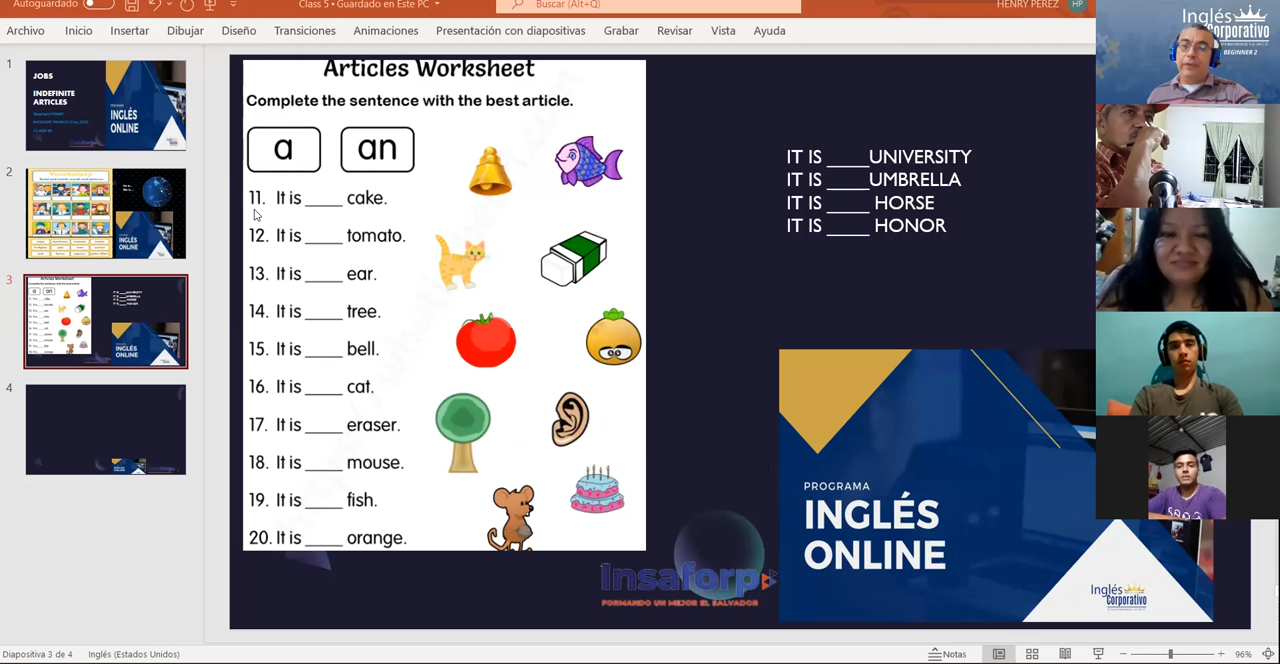 Autoguardado
Class 5 • Guardado en Este PC
Buscar (Alt+Q)
HENRY PEREZ
HP
Archivo
Inicio
Insertar
Dibujar
Diseño
Transiciones
Animaciones
Presentación con diapositivas
Grabar
Revisar
Vista
Ayuda
1
JOBS
INDEFINITE
ARTICLES
PROGRAMA
INGLÉS
ONLINE
2
3
4
Articles Worksheet
Complete the sentence with the best article.
a
an
11. It is ____ cake.
12. It is ____ tomato.
13. It is ____ ear.
14. It is ____ tree.
15. It is ____ bell.
16. It is ____ cat.
17. It is ____ eraser.
18. It is ____ mouse.
19. It is ____ fish.
20. It is ____ orange.
IT IS ____UNIVERSITY
IT IS ____UMBRELLA
IT IS ____ HORSE
IT IS ____ HONOR
PROGRAMA
INGLÉS
ONLINE
Inglés
Corporativo
Insaforp
FORMANDO UN MEJOR EL SALVADOR
Inglés
Corporativo
BEGINNER 2
Diapositiva 3 de 4
Inglés (Estados Unidos)
Notas
96%